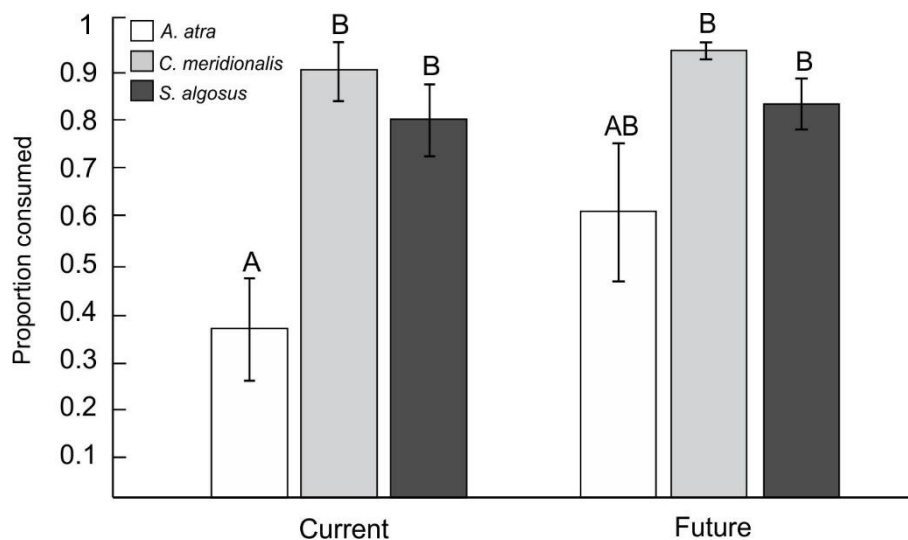 1
0.9
0.8
0.7
0.6
0.5
0.4
0.3
0.2
0.1
Proportion consumed
A. atra
C. meridionalis
S. algosus
A
B
B
AB
B
B
Current
Future